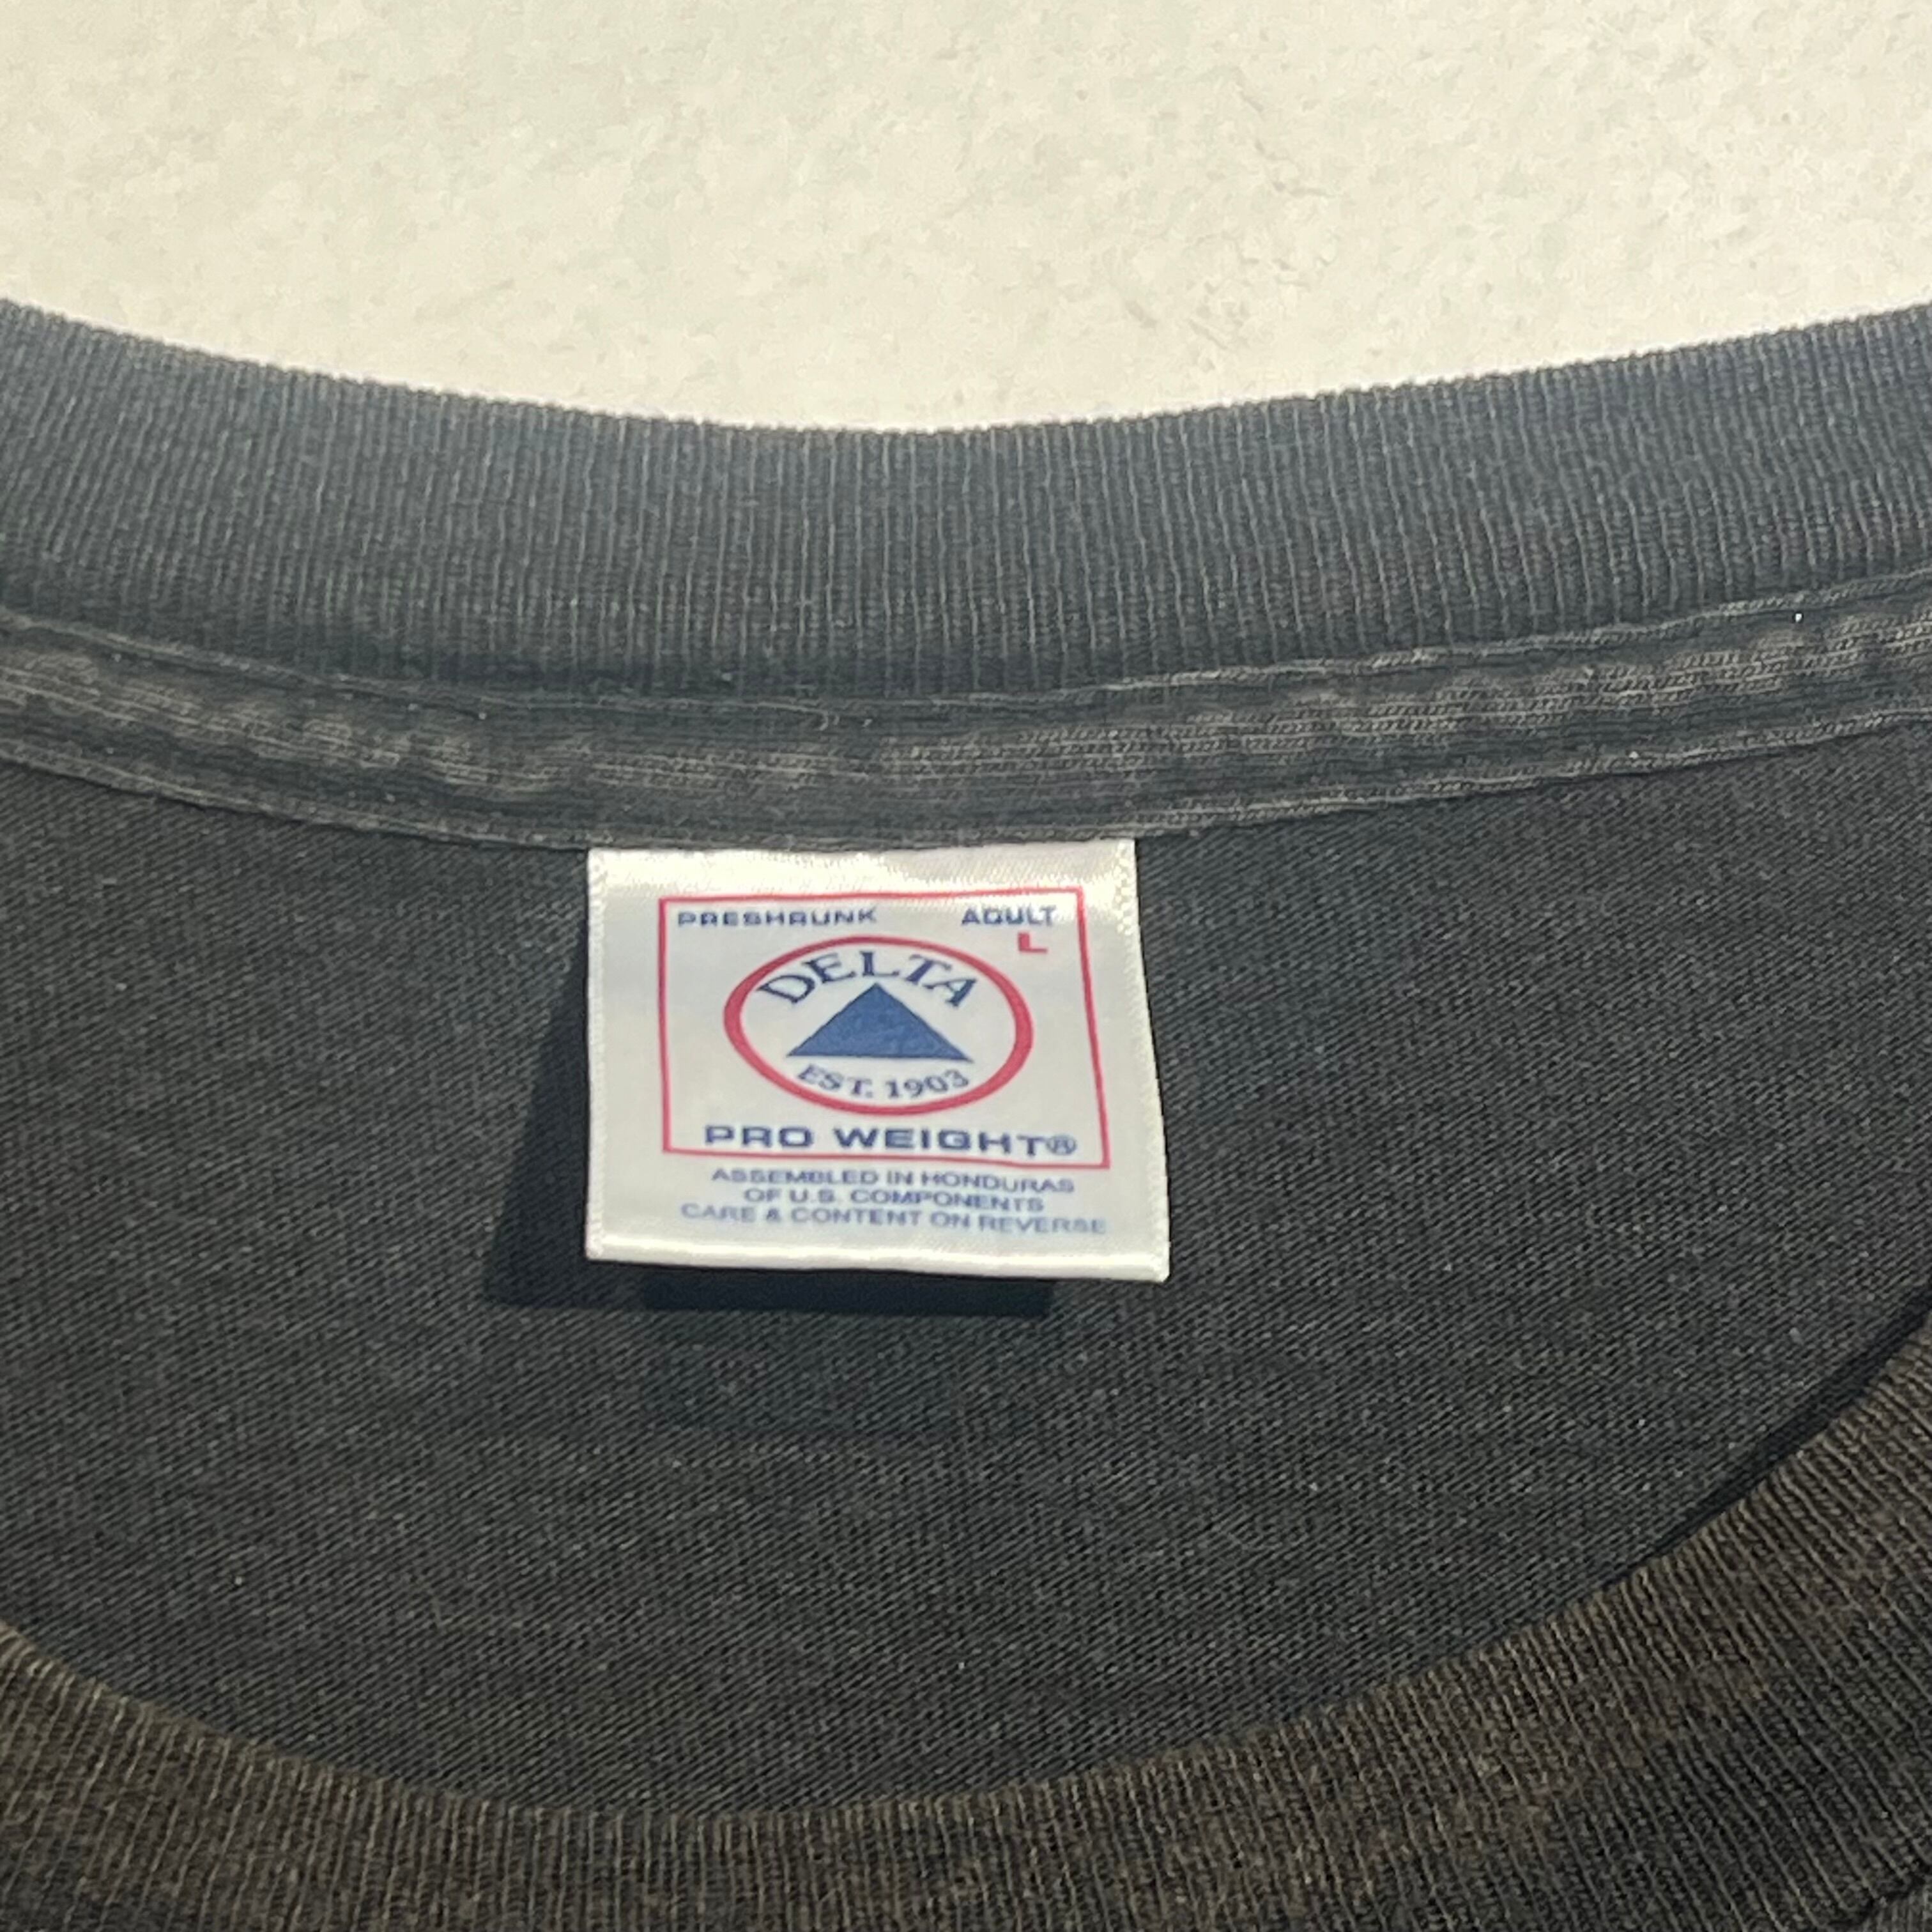 PRESHRUNK ADULT
L
DELTA
EST. 1903
PRO WEIGHT®
ASSEMBLED IN HONDURAS
OF U.S. COMPONENTS
CARE & CONTENT ON REVERSE